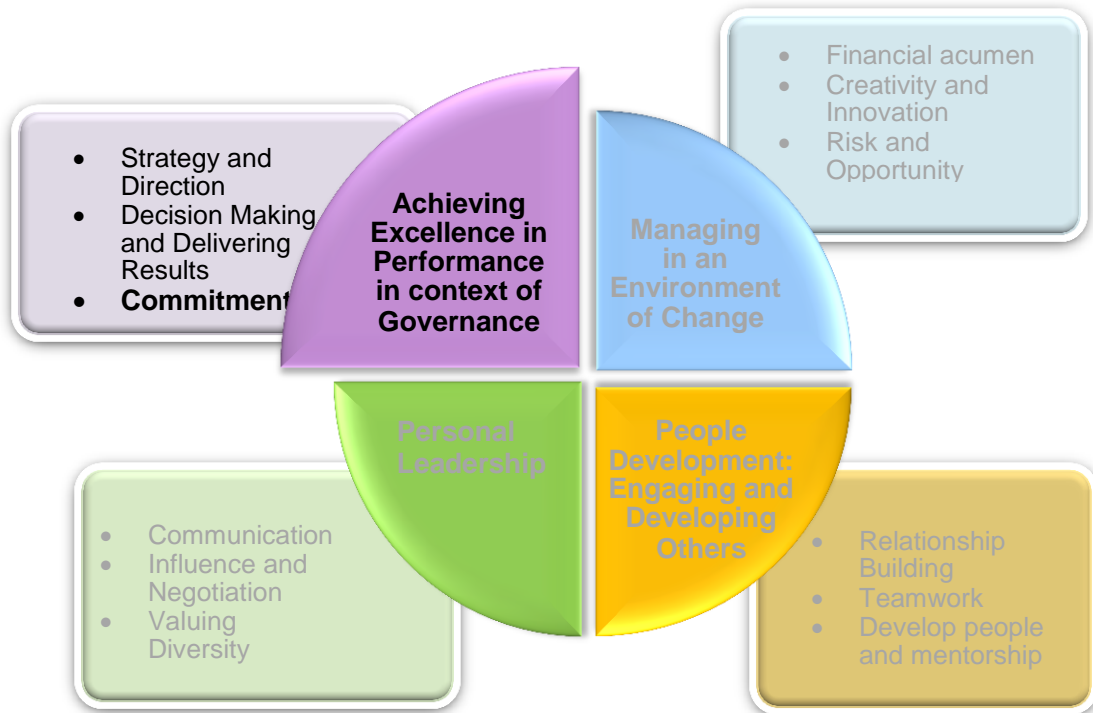 • Strategy and
Direction
• Decision Making
and Delivering
Results
• Commitment
Achieving
Excellence in
Performance
in context of
Governance
• Financial acumen
• Creativity and
Innovation
• Risk and
Opportunity
Managing
in an
Environment
of Change
Personal
Leadership
• Communication
• Influence and
Negotiation
• Valuing
Diversity
People
Development:
Engaging and
Developing
Others
• Relationship
Building
• Teamwork
• Develop people
and mentorship